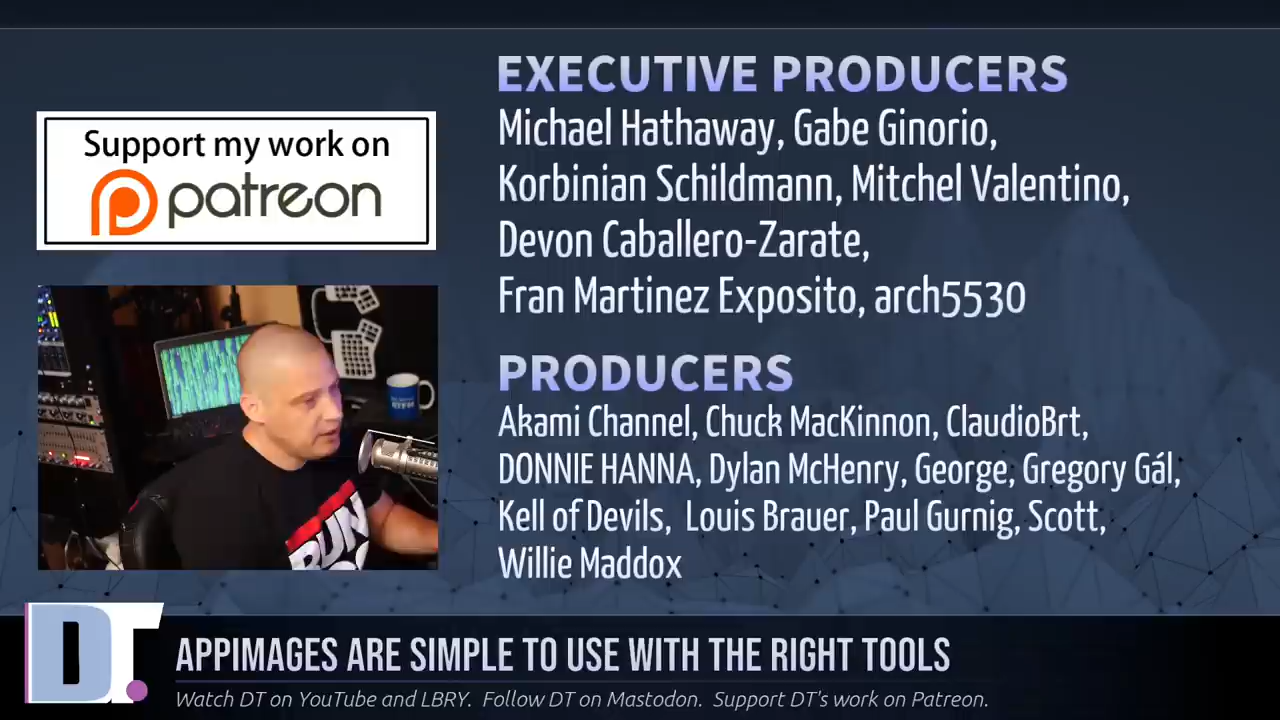 EXECUTIVE PRODUCERS
Michael Hathaway, Gabe Ginorio,
Korbinian Schildmann, Mitchel Valentino,
Devon Caballero-Zarate,
Fran Martinez Exposito, arch5530
Support my work on
patreon
PRODUCERS
Akami Channel, Chuck MacKinnon, ClaudioBrt,
DONNIE HANNA, Dylan McHenry, George, Gregory Gál,
Kell of Devils, Louis Brauer, Paul Gurnig, Scott,
Willie Maddox
RUN
DT.
APPIMAGES ARE SIMPLE TO USE WITH THE RIGHT TOOLS
Watch DT on YouTube and LBRY. Follow DT on Mastodon. Support DT's work on Patreon.